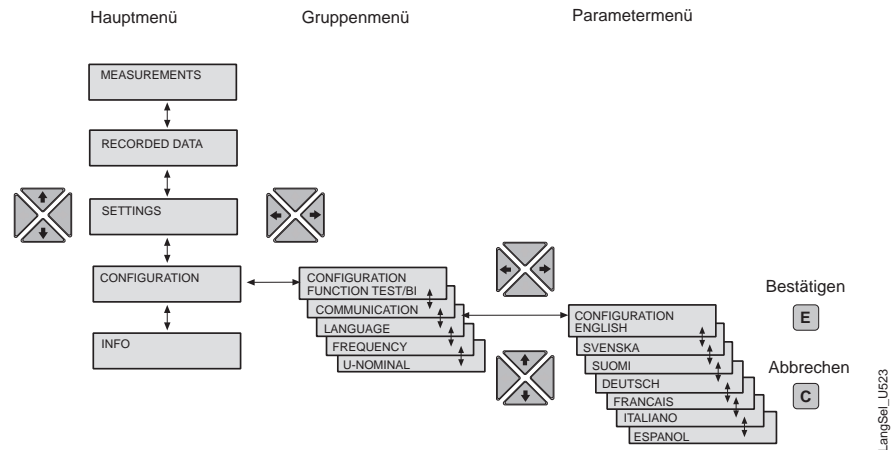 Hauptmenü
Gruppenmenü
Parametermenü
MEASUREMENTS
RECORDED DATA
SETTINGS
CONFIGURATION
INFO
CONFIGURATION
FUNCTION TEST/BI
COMMUNICATION
LANGUAGE
FREQUENCY
U-NOMINAL
CONFIGURATION
ENGLISH
SVENSKA
SUOMI
DEUTSCH
FRANCAIS
ITALIANO
ESPANOL
Bestätigen
E
Abbrechen
C
LangSel_U523